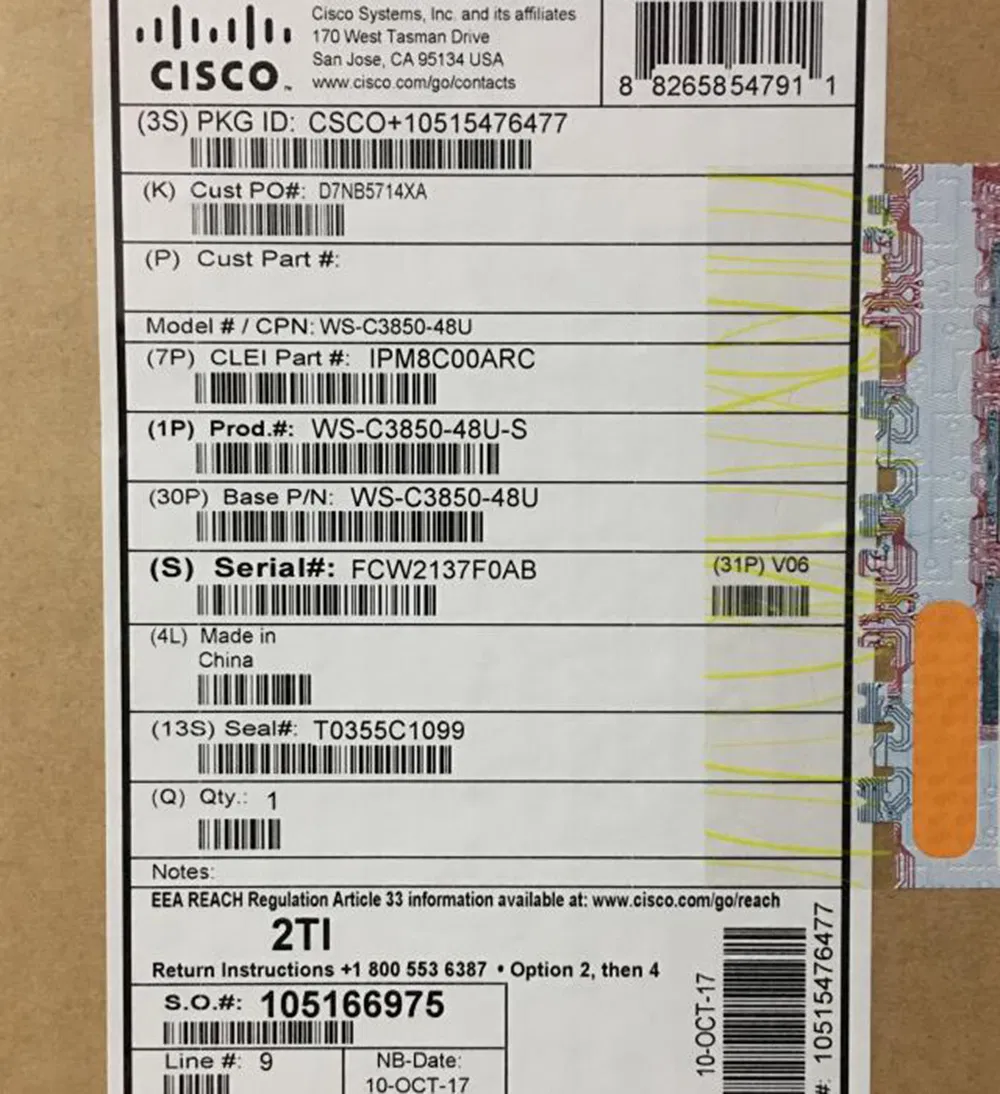 CISCO™
Cisco Systems, Inc. and its affiliates
170 West Tasman Drive
San Jose, CA 95134 USA
www.cisco.com/go/contacts
8 8265854791 1
(3S) PKG ID: CSCO+10515476477
(K) Cust PO#: D7NB5714XA
(P) Cust Part #:
Model # / CPN: WS-C3850-48U
(7P) CLEI Part #: IPM8C00ARC
(1P) Prod.#: WS-C3850-48U-S
(30P) Base P/N: WS-C3850-48U
(S) Serial#: FCW2137F0AB
(31P) V06
(4L) Made in
China
(13S) Seal#: T0355C1099
(Q) Qty.: 1
Notes:
EEA REACH Regulation Article 33 information available at: www.cisco.com/go/reach
2TI
Return Instructions +1 800 553 6387 • Option 2, then 4
S.O.#: 105166975
Line #: 9
NB-Date:
10-OCT-17
10-OCT-17
#: 10515476477